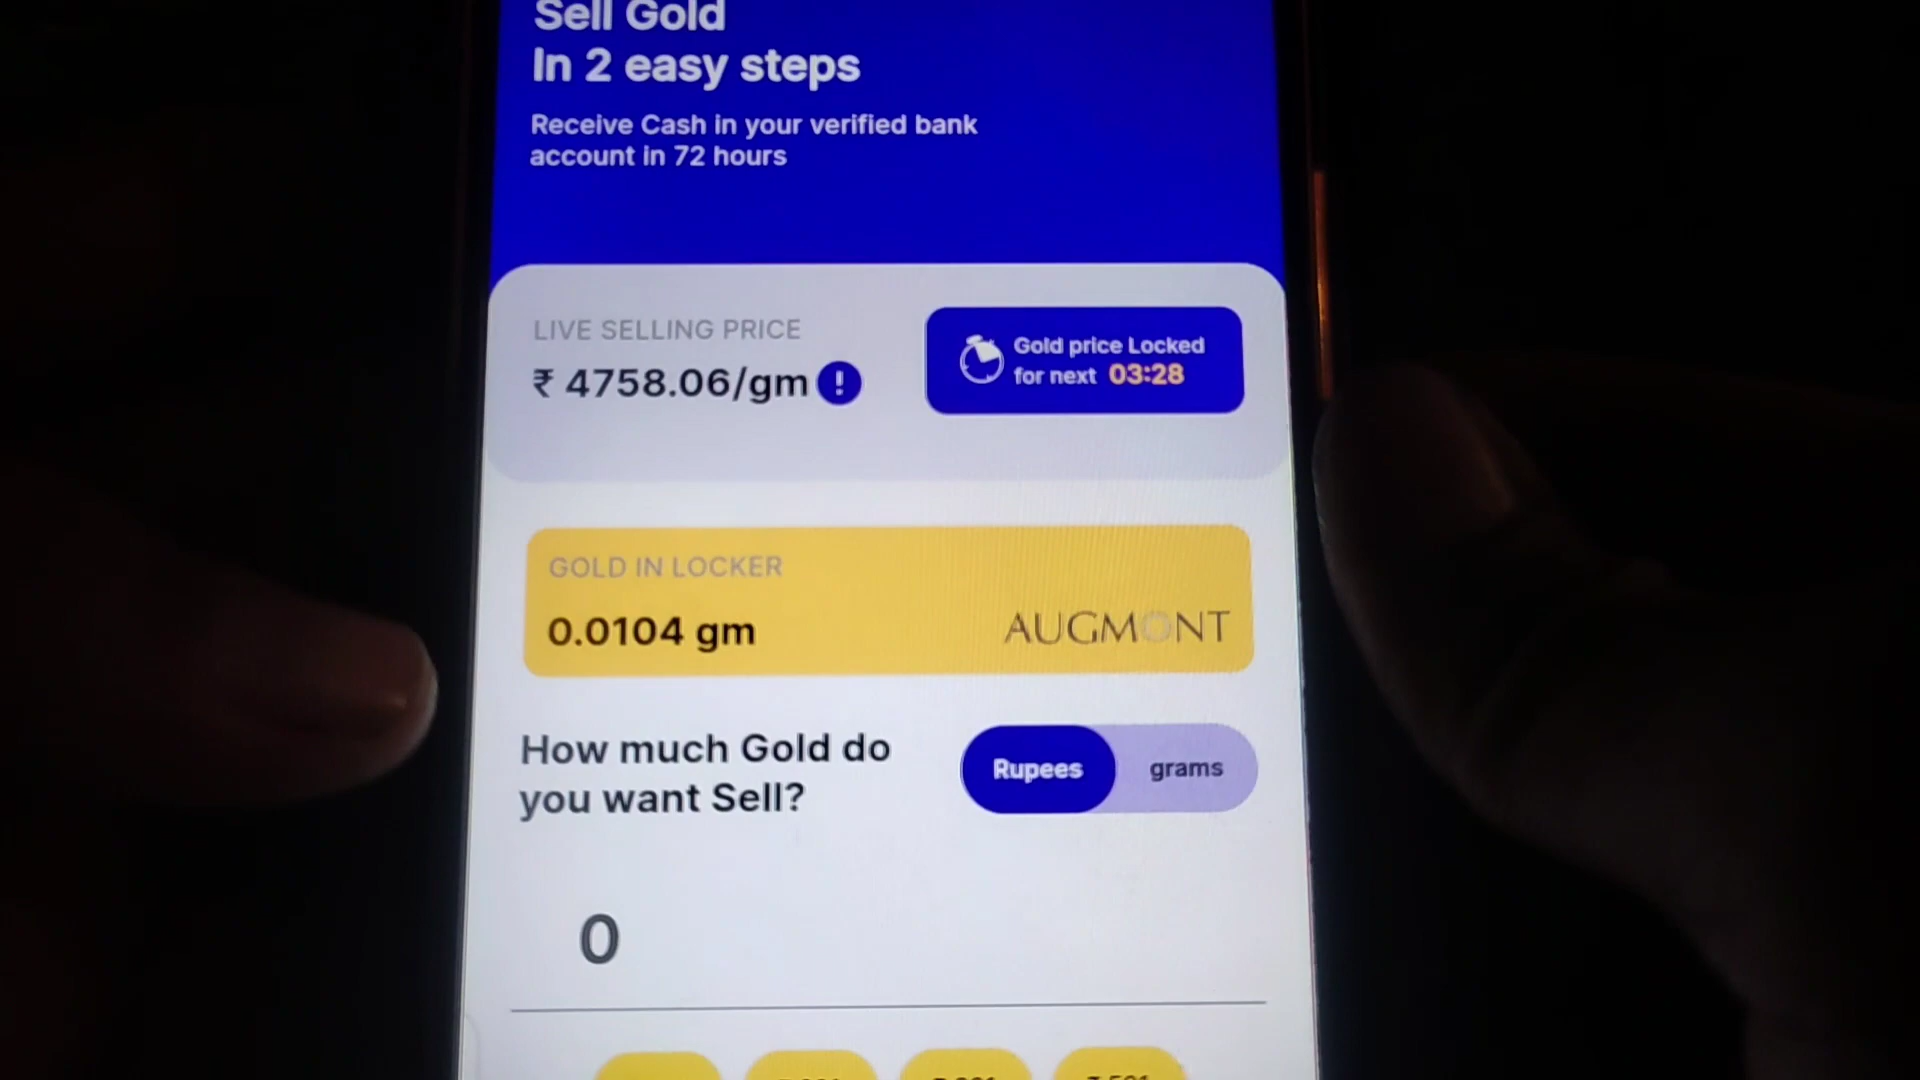 Sell Gold
In 2 easy steps
Receive Cash in your verified bank
account in 72 hours
LIVE SELLING PRICE
₹ 4758.06/gm !
Gold price Locked
for next 03:28
GOLD IN LOCKER
0.0104 gm
AUGMONT
How much Gold do
you want Sell?
Rupees
grams
0